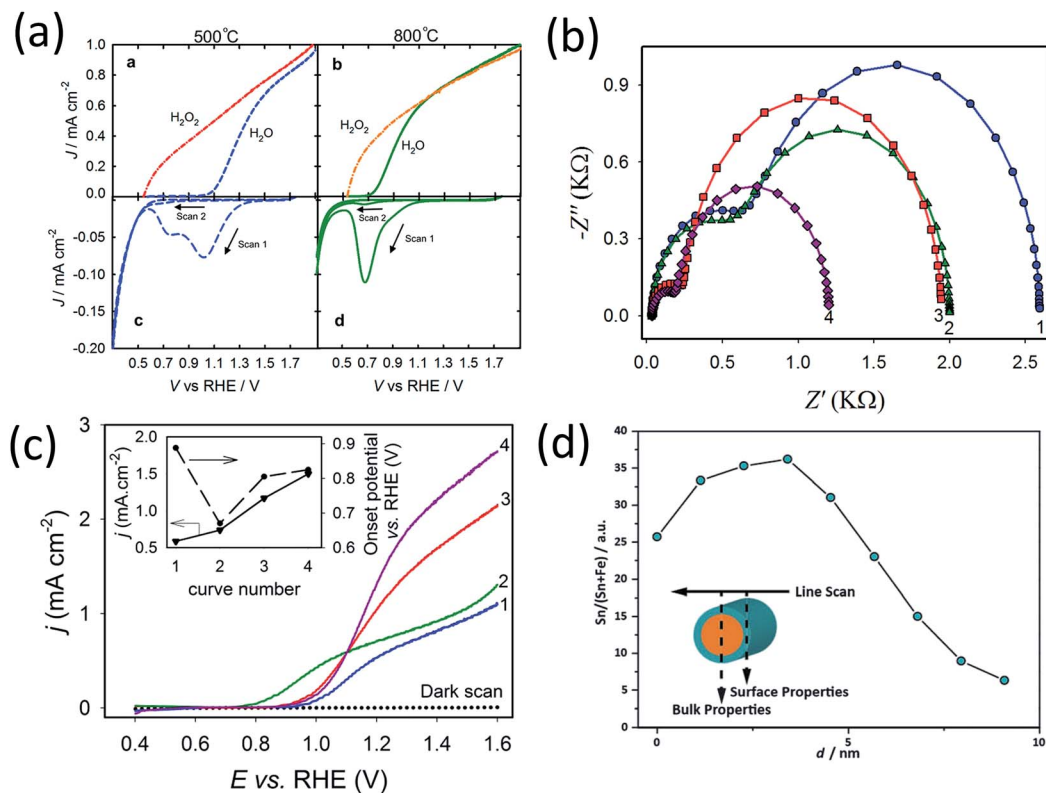 (a)
500°C
800°C
a
b
1.0
0.8
0.6
0.4
0.2
0.0
J / mA cm-2
H2O2
H2O
H2O2
H2O
-0.05
-0.10
-0.15
-0.20
J / mA cm-2
Scan 2
Scan 1
Scan 2
Scan 1
c
d
0.5 0.7 0.9 1.1 1.3 1.5 1.7
0.5 0.7 0.9 1.1 1.3 1.5 1.7
V vs RHE / V
V vs RHE / V
(b)
0.9
0.6
0.3
0.0
-Z″ (KΩ)
4
3
2
1
0.0 0.5 1.0 1.5 2.0 2.5
Z′ (KΩ)
(c)
3
2
1
0
j (mA cm-2)
2.0
1.5
1.0
0.5
j (mA.cm-2)
0.9
0.8
0.7
0.6
Onset potential
vs. RHE (V)
1 2 3 4
curve number
4
3
2
1
Dark scan
0.4 0.6 0.8 1.0 1.2 1.4 1.6
E vs. RHE (V)
(d)
40
35
30
25
20
15
10
5
0
Sn/(Sn+Fe) / a.u.
Line Scan
Surface Properties
Bulk Properties
0 5 10
d / nm